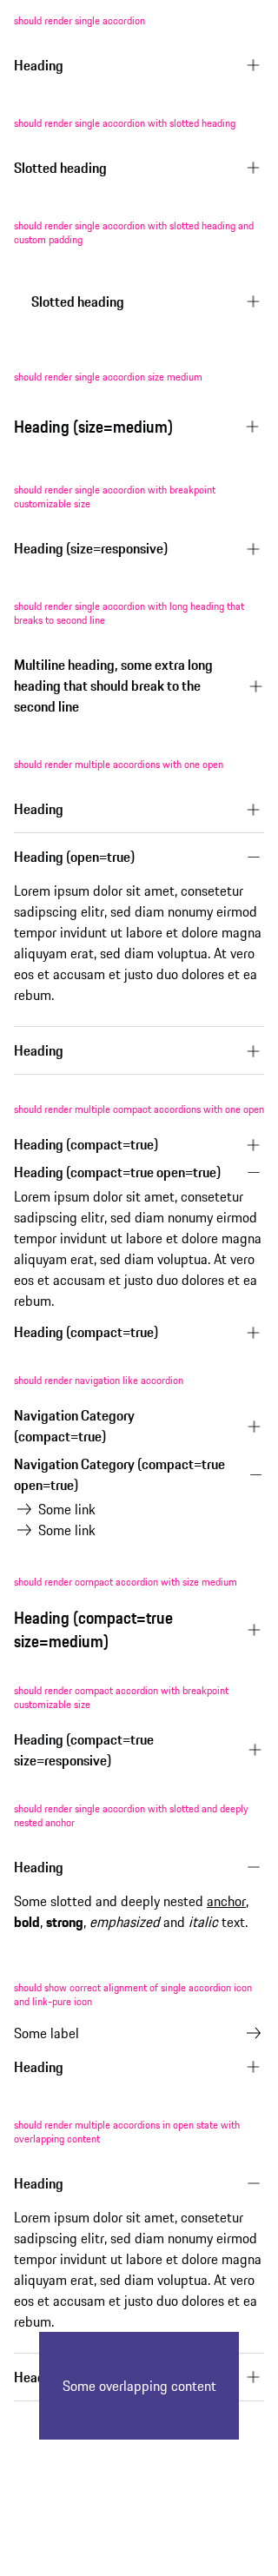 should render single accordion
Heading
should render single accordion with slotted heading
Slotted heading
should render single accordion with slotted heading and
custom padding
Slotted heading
should render single accordion size medium
Heading (size=medium)
should render single accordion with breakpoint
customizable size
Heading (size=responsive)
should render single accordion with long heading that
breaks to second line
Multiline heading, some extra long
heading that should break to the
second line
should render multiple accordions with one open
Heading
Heading (open=true)
Lorem ipsum dolor sit amet, consetetur
sadipscing elitr, sed diam nonumy eirmod
tempor invidunt ut labore et dolore magna
aliquyam erat, sed diam voluptua. At vero
eos et accusam et justo duo dolores et ea
rebum.
Heading
should render multiple compact accordions with one open
Heading (compact=true)
Heading (compact=true open=true)
Lorem ipsum dolor sit amet, consetetur
sadipscing elitr, sed diam nonumy eirmod
tempor invidunt ut labore et dolore magna
aliquyam erat, sed diam voluptua. At vero
eos et accusam et justo duo dolores et ea
rebum.
Heading (compact=true)
should render navigation like accordion
Navigation Category
(compact=true)
Navigation Category (compact=true
open=true)
Some link
Some link
should render compact accordion with size medium
Heading (compact=true
size=medium)
should render compact accordion with breakpoint
customizable size
Heading (compact=true
size=responsive)
should render single accordion with slotted and deeply
nested anchor
Heading
Some slotted and deeply nested anchor,
bold, strong, emphasized and italic text.
should show correct alignment of single accordion icon
and link-pure icon
Some label
Heading
should render multiple accordions in open state with
overlapping content
Heading
Lorem ipsum dolor sit amet, consetetur
sadipscing elitr, sed diam nonumy eirmod
tempor invidunt ut labore et dolore magna
aliquyam erat, sed diam voluptua. At vero
eos et accusam et justo duo dolores et ea
rebum.
Some overlapping content